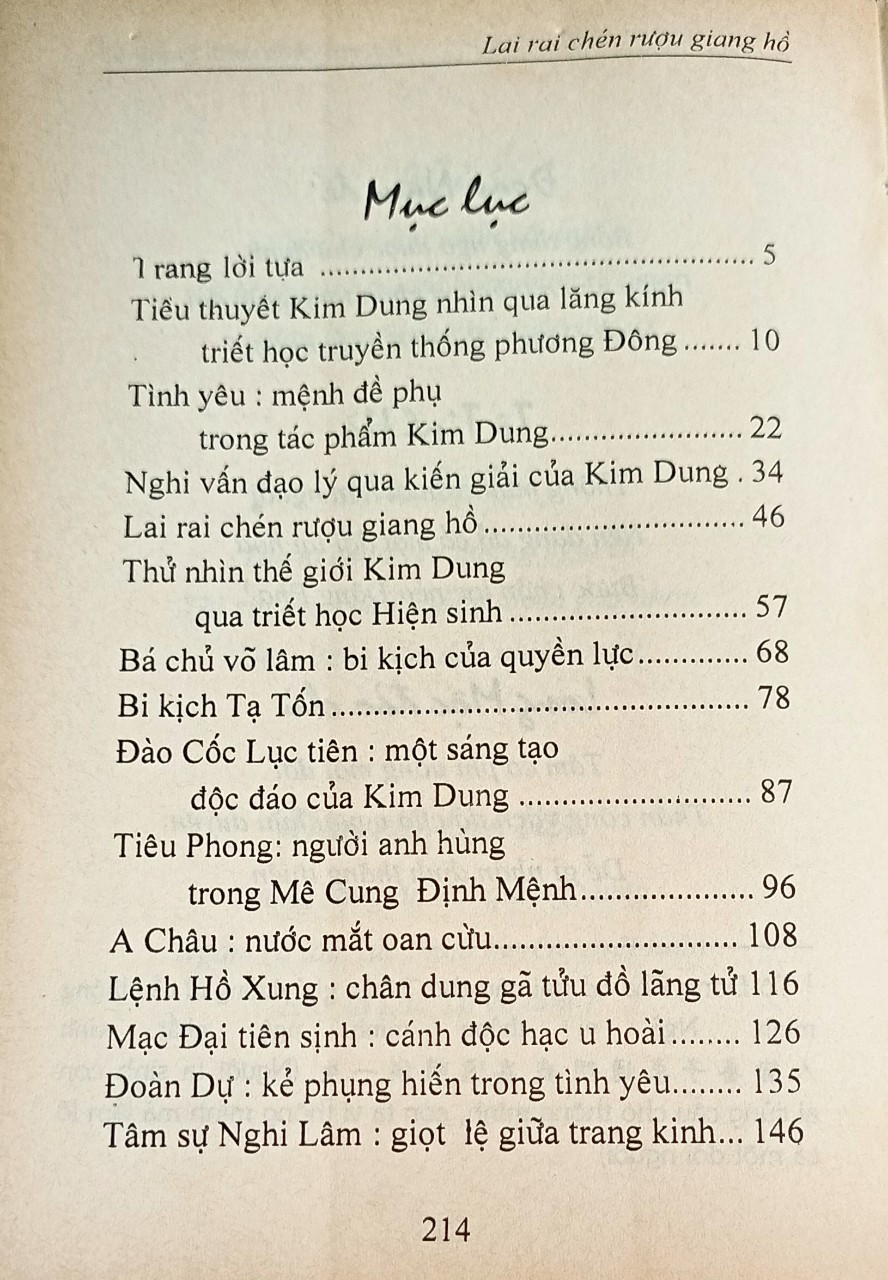 Lai rai chén rượu giang hồ
Mục lục
Trang lời tựa ........................................................ 5
Tiểu thuyết Kim Dung nhìn qua lăng kính
triết học truyền thống phương Đông ....... 10
Tình yêu : mệnh đề phụ
trong tác phẩm Kim Dung........................ 22
Nghi vấn đạo lý qua kiến giải của Kim Dung . 34
Lai rai chén rượu giang hồ................................. 46
Thử nhìn thế giới Kim Dung
qua triết học Hiện sinh .............................. 57
Bá chủ võ lâm : bi kịch của quyền lực.............. 68
Bi kịch Tạ Tốn..................................................... 78
Đào Cốc Lục tiên : một sáng tạo
độc đáo của Kim Dung ............................. 87
Tiêu Phong: người anh hùng
trong Mê Cung Định Mệnh...................... 96
A Châu : nước mắt oan cừu............................... 108
Lệnh Hồ Xung : chân dung gã tửu đồ lãng tử 116
Mạc Đại tiên sịnh : cánh độc hạc u hoài ........ 126
Đoàn Dự : kẻ phụng hiến trong tình yêu........ 135
Tâm sự Nghi Lâm : giọt lệ giữa trang kinh... 146
214